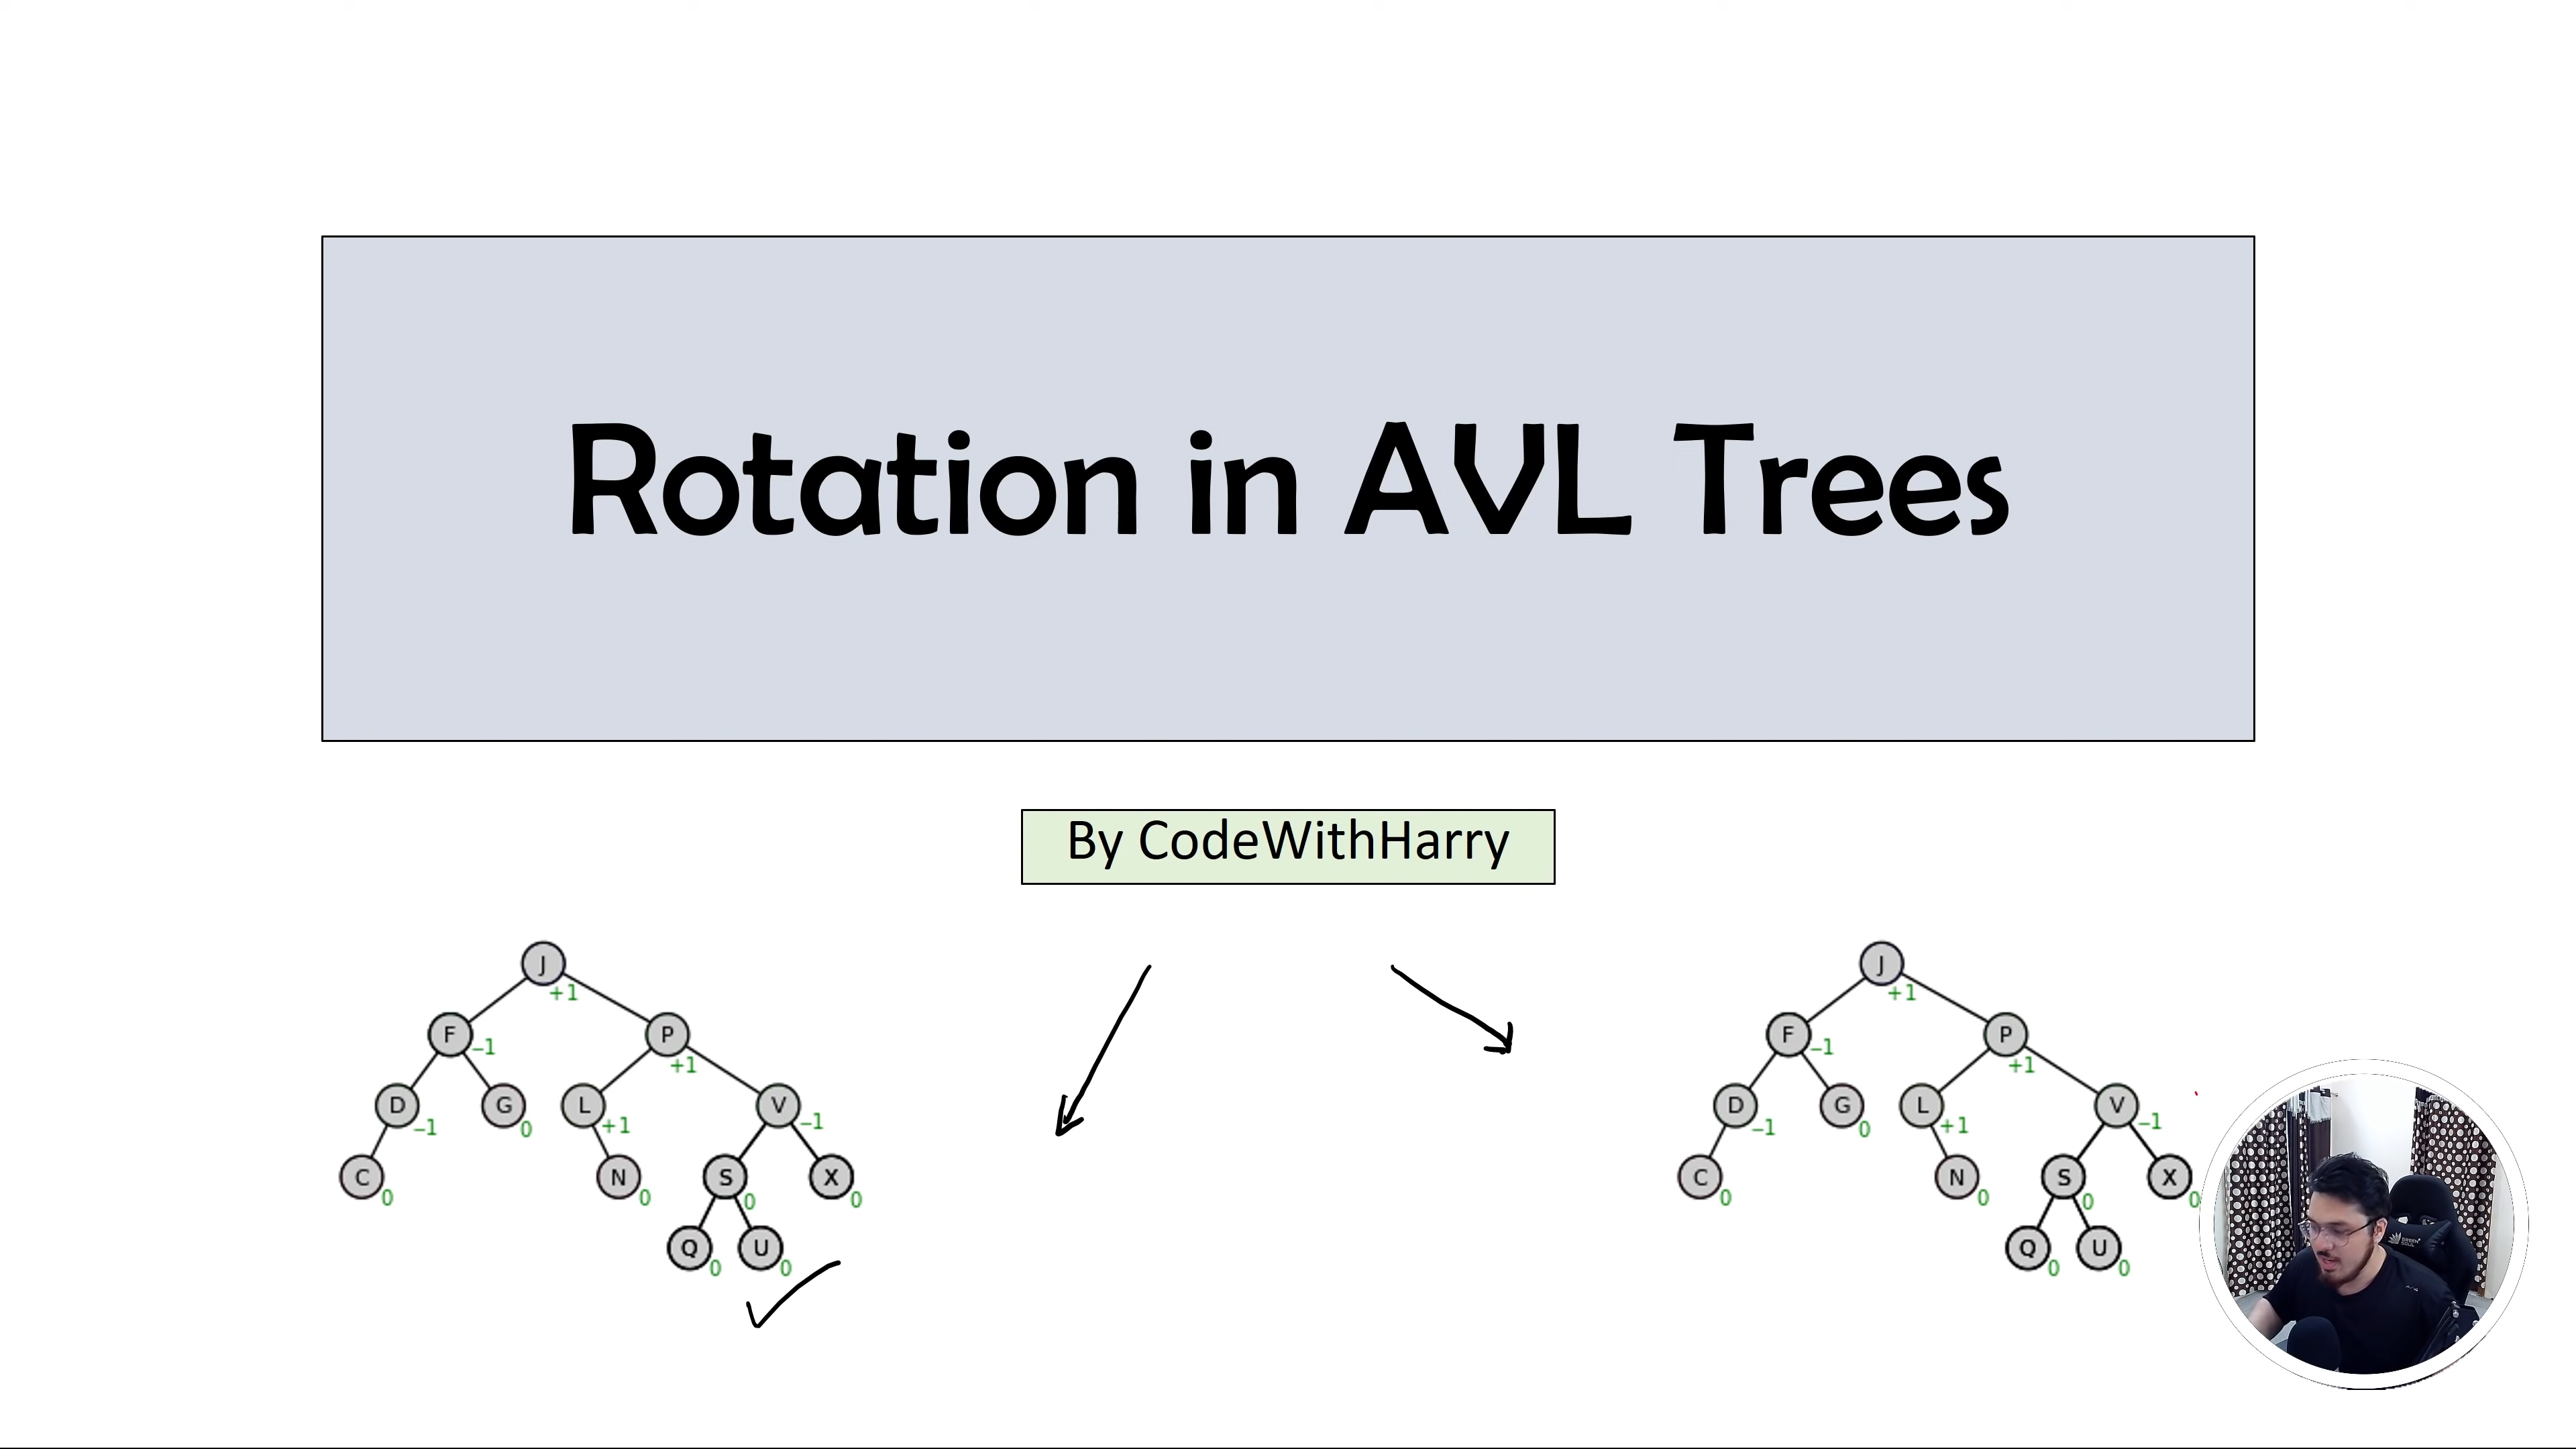 Rotation in AVL Trees
By CodeWithHarry
J +1 J +1
F -1 P +1 F -1 P +1
D -1 G 0 L +1 V -1 D -1 G 0 L +1 V -1
C 0 N 0 S 0 X 0 C 0 N 0 S 0 X 0
Q 0 U 0 Q 0 U 0